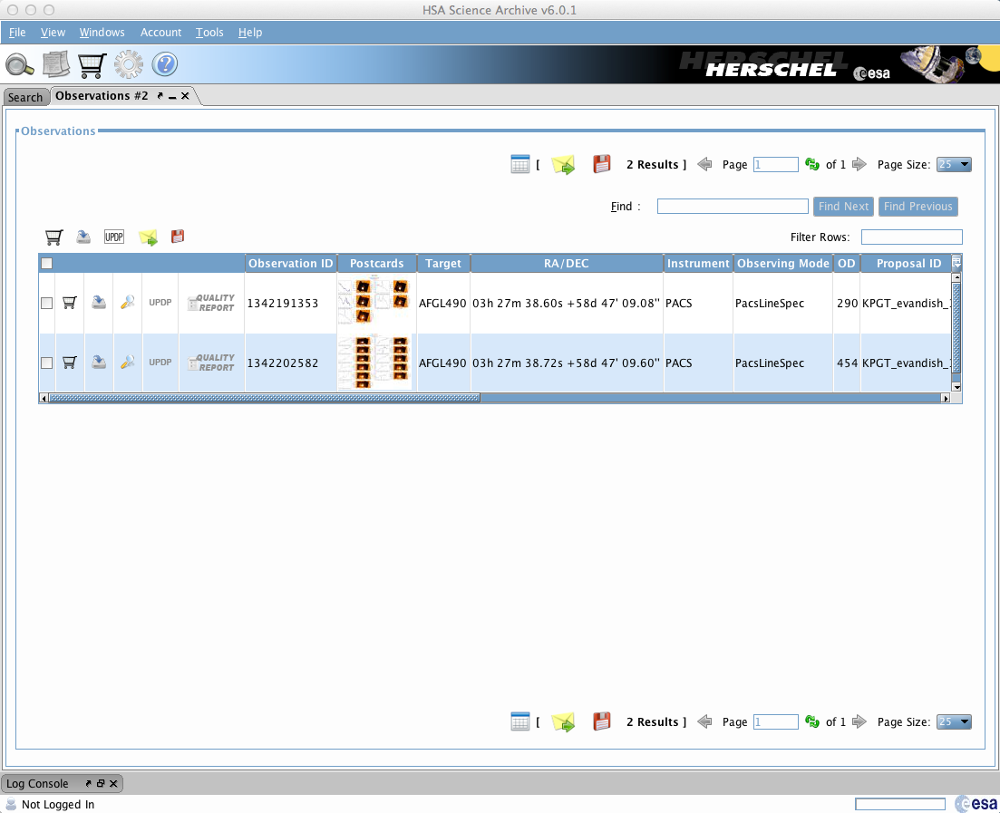 HSA Science Archive v6.0.1
File View Windows Account Tools Help
HERSCHEL
HERSCHEL
esa
Search Observations #2
Observations
[ 2 Results ] Page 1 of 1 Page Size: 25
Find : Find Next Find Previous
UPDP Filter Rows:
Observation ID Postcards Target RA/DEC Instrument Observing Mode OD Proposal ID
UPDP QUALITY REPORT 1342191353 AFGL490 03h 27m 38.60s +58d 47' 09.08'' PACS PacsLineSpec 290 KPGT_evandish_
UPDP QUALITY REPORT 1342202582 AFGL490 03h 27m 38.72s +58d 47' 09.60'' PACS PacsLineSpec 454 KPGT_evandish_
[ 2 Results ] Page 1 of 1 Page Size: 25
Log Console
Not Logged In
esa